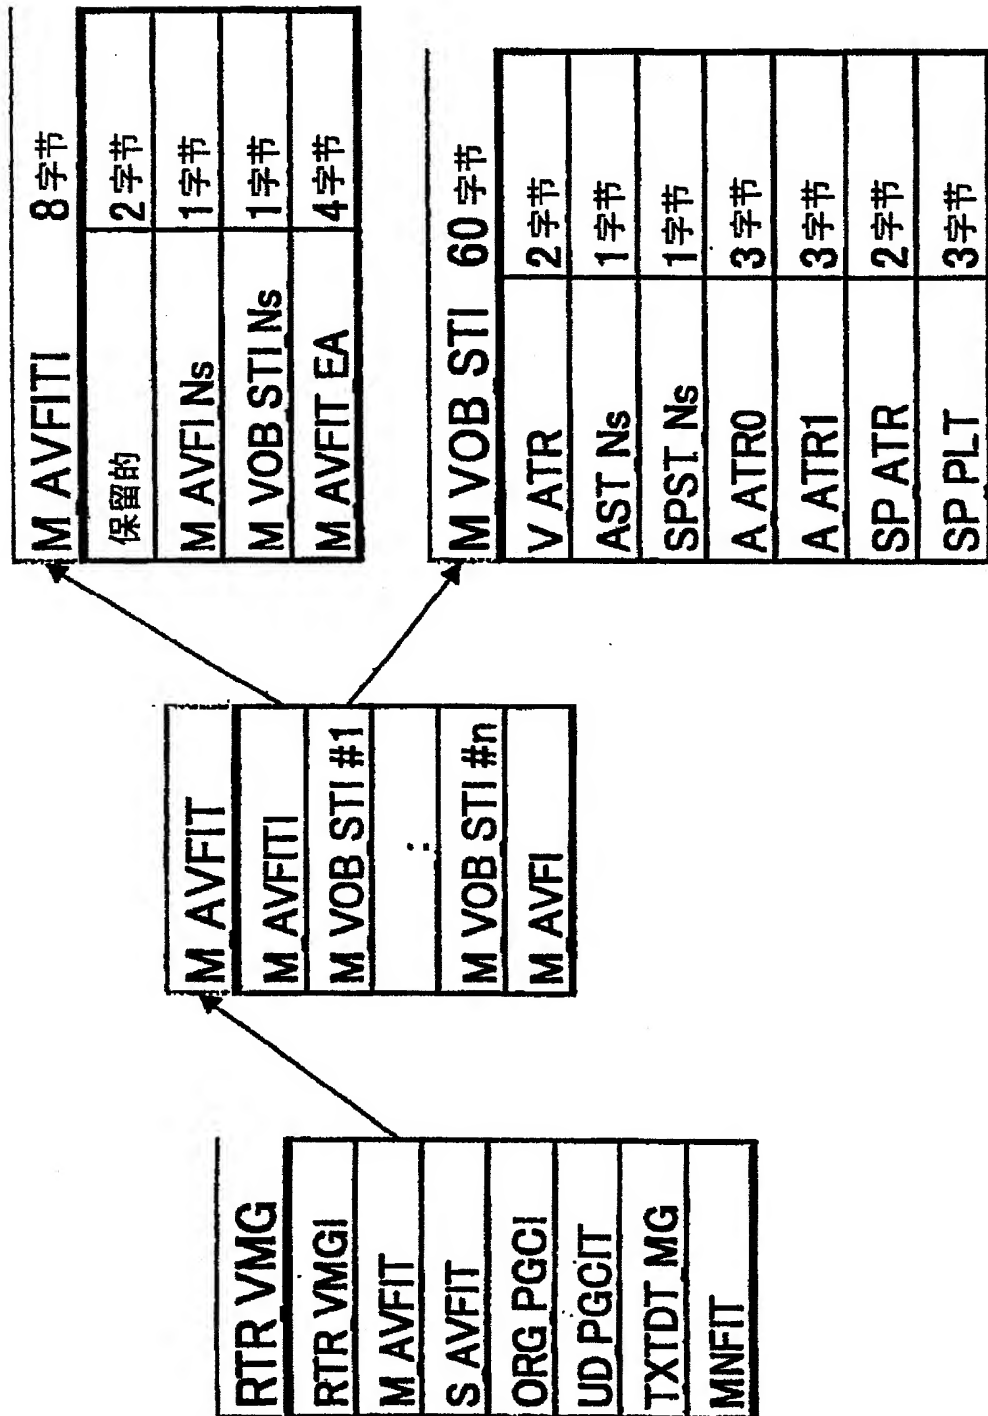 RTR VMG
RTR VMGI
M AVFIT
S AVFIT
ORG PGCI
UD PGCIT
TXTDT MG
MNFIT
M AVFIT
M AVFITI
M VOB STI #1
:
M VOB STI #n
M AVFI
M AVFITI 8字节
保留的 2字节
M AVFI Ns 1字节
M VOB STI Ns 1字节
M AVFIT EA 4字节
M VOB STI 60字节
V ATR 2字节
AST Ns 1字节
SPST Ns 1字节
A ATR0 3字节
A ATR1 3字节
SP ATR 2字节
SP PLT 3字节